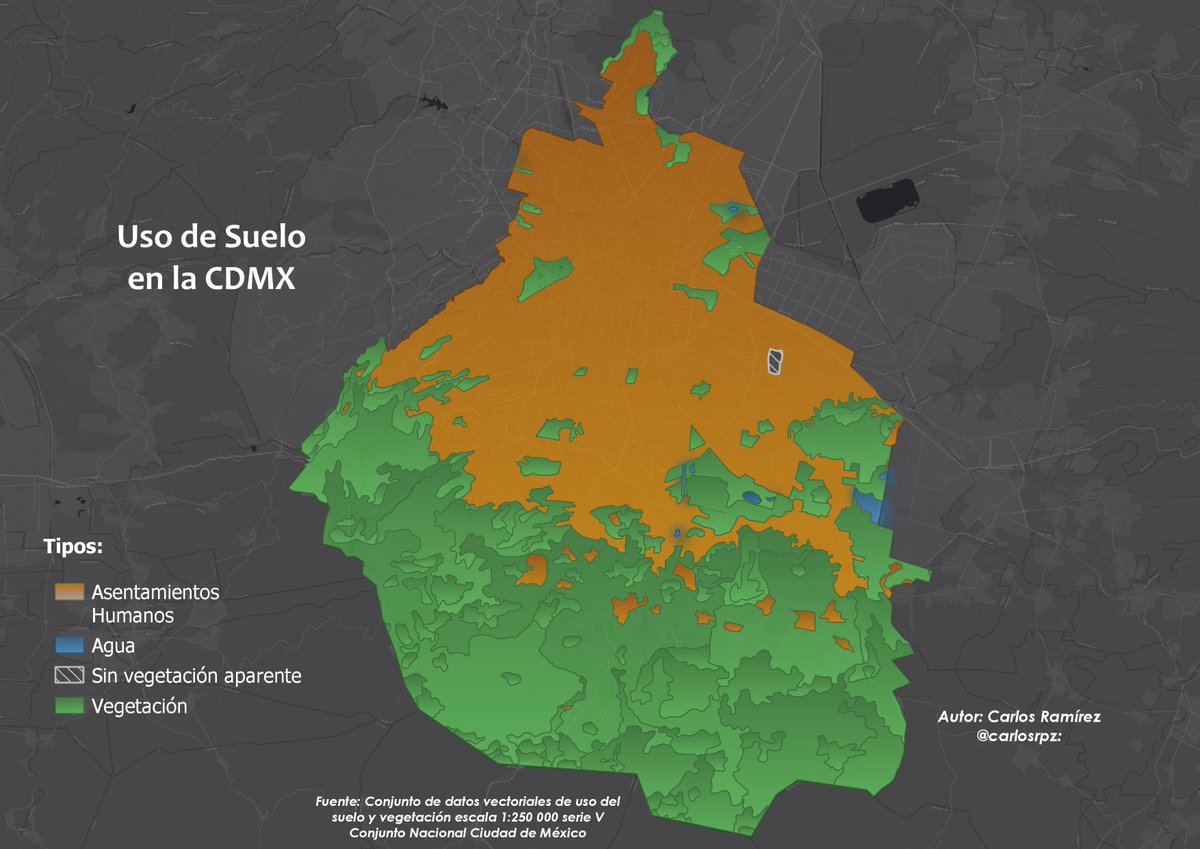 Uso de Suelo
en la CDMX
Tipos:
Asentamientos
Humanos
Agua
Sin vegetación aparente
Vegetación
Autor: Carlos Ramírez
@carlosrpz:
Fuente: Conjunto de datos vectoriales de uso del
suelo y vegetación escala 1:250 000 serie V
Conjunto Nacional Ciudad de México